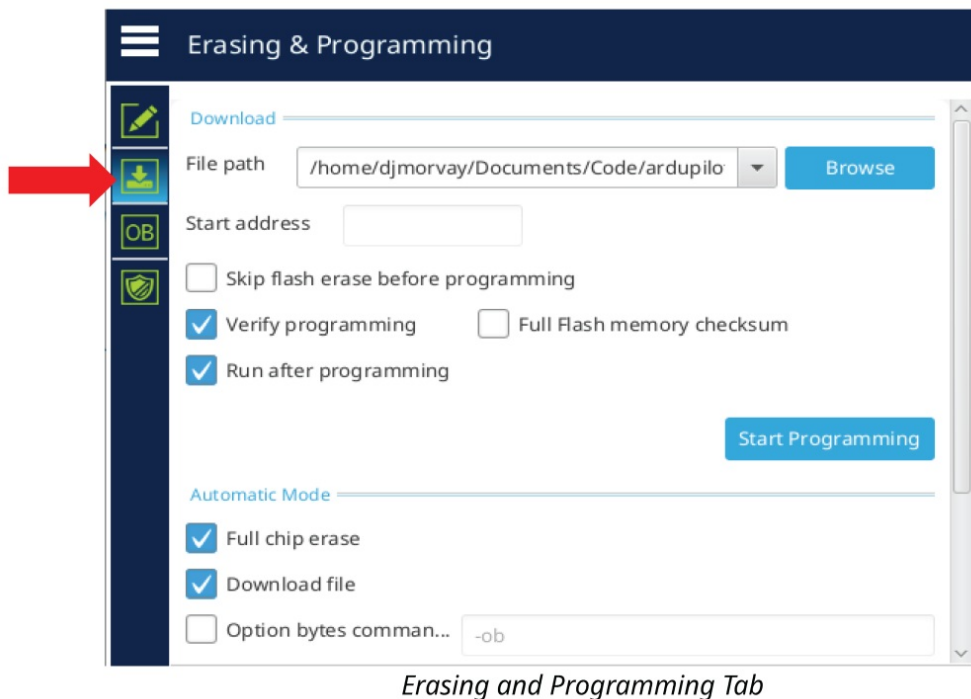 Erasing & Programming
Download
File path /home/djmorvay/Documents/Code/ardupilo Browse
Start address
OB
Skip flash erase before programming
Verify programming Full Flash memory checksum
Run after programming
Start Programming
Automatic Mode
Full chip erase
Download file
Option bytes comman... -ob
Erasing and Programming Tab